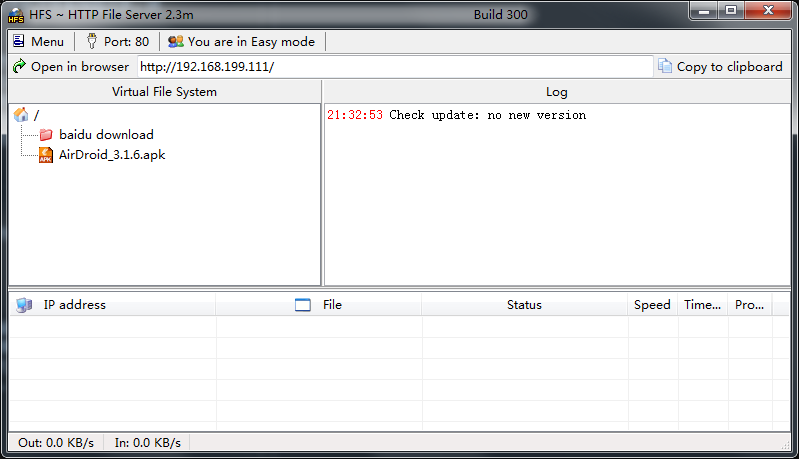 HFS ~ HTTP File Server 2.3m Build 300
Menu Port: 80 You are in Easy mode
Open in browser http://192.168.199.111/ Copy to clipboard
Virtual File System Log
/
baidu download
AirDroid_3.1.6.apk
21:32:53 Check update: no new version
IP address File Status Speed Time... Pro...
Out: 0.0 KB/s In: 0.0 KB/s